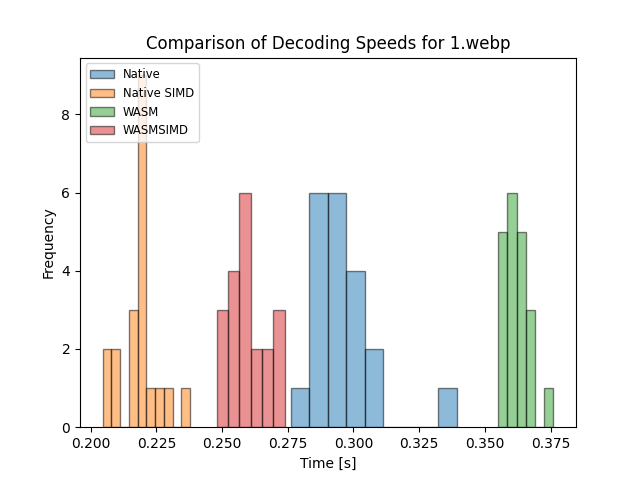 Comparison of Decoding Speeds for 1.webp
Native
Native SIMD
WASM
WASMSIMD
Frequency
8
6
4
2
0
0.200 0.225 0.250 0.275 0.300 0.325 0.350 0.375
Time [s]